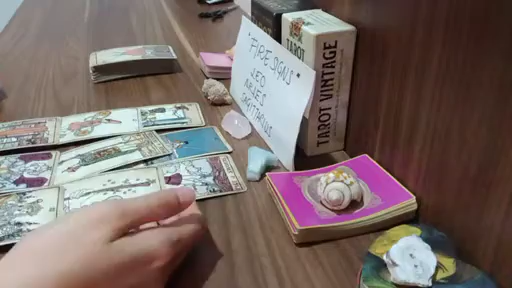 "FIRE SIGNS"
LEO
ARIES
SAGITTARIUS
TAROT
TAROT VINTAGE